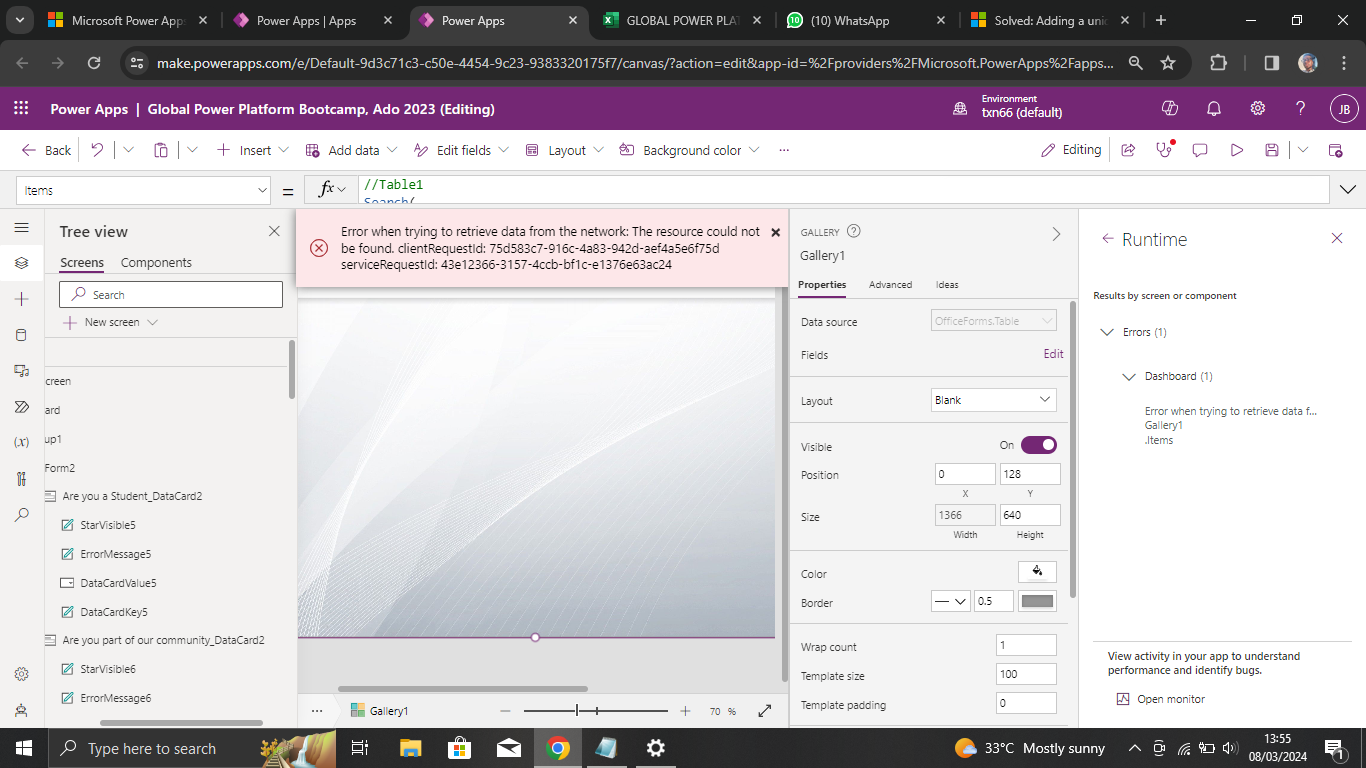 Microsoft Power Apps
Power Apps | Apps
Power Apps
GLOBAL POWER PLAT
(10) WhatsApp
Solved: Adding a uni
make.powerapps.com/e/Default-9d3c71c3-c50e-4454-9c23-9383320175f7/canvas/?action=edit&app-id=%2Fproviders%2FMicrosoft.PowerApps%2Fapps...
Power Apps | Global Power Platform Bootcamp, Ado 2023 (Editing)
Environment
txn66 (default)
JB
Back
Insert
Add data
Edit fields
Layout
Background color
...
Editing
Items
=
fx
//Table1
Search(
Tree view
Screens
Components
Search
New screen
creen
ard
up1
Form2
Are you a Student_DataCard2
StarVisible5
ErrorMessage5
DataCardValue5
DataCardKey5
Are you part of our community_DataCard2
StarVisible6
ErrorMessage6
Error when trying to retrieve data from the network: The resource could not
be found. clientRequestId: 75d583c7-916c-4a83-942d-aef4a5e6f75d
serviceRequestId: 43e12366-3157-4ccb-bf1c-e1376e63ac24
...
Gallery1
70 %
GALLERY
Gallery1
Properties
Advanced
Ideas
Data source
OfficeForms.Table
Fields
Edit
Layout
Blank
Visible
On
Position
0
128
X
Y
Size
1366
640
Width
Height
Color
Border
0.5
Wrap count
1
Template size
100
Template padding
0
Runtime
Results by screen or component
Errors (1)
Dashboard (1)
Error when trying to retrieve data f...
Gallery1
.Items
View activity in your app to understand
performance and identify bugs.
Open monitor
Type here to search
33°C Mostly sunny
13:55
08/03/2024
1